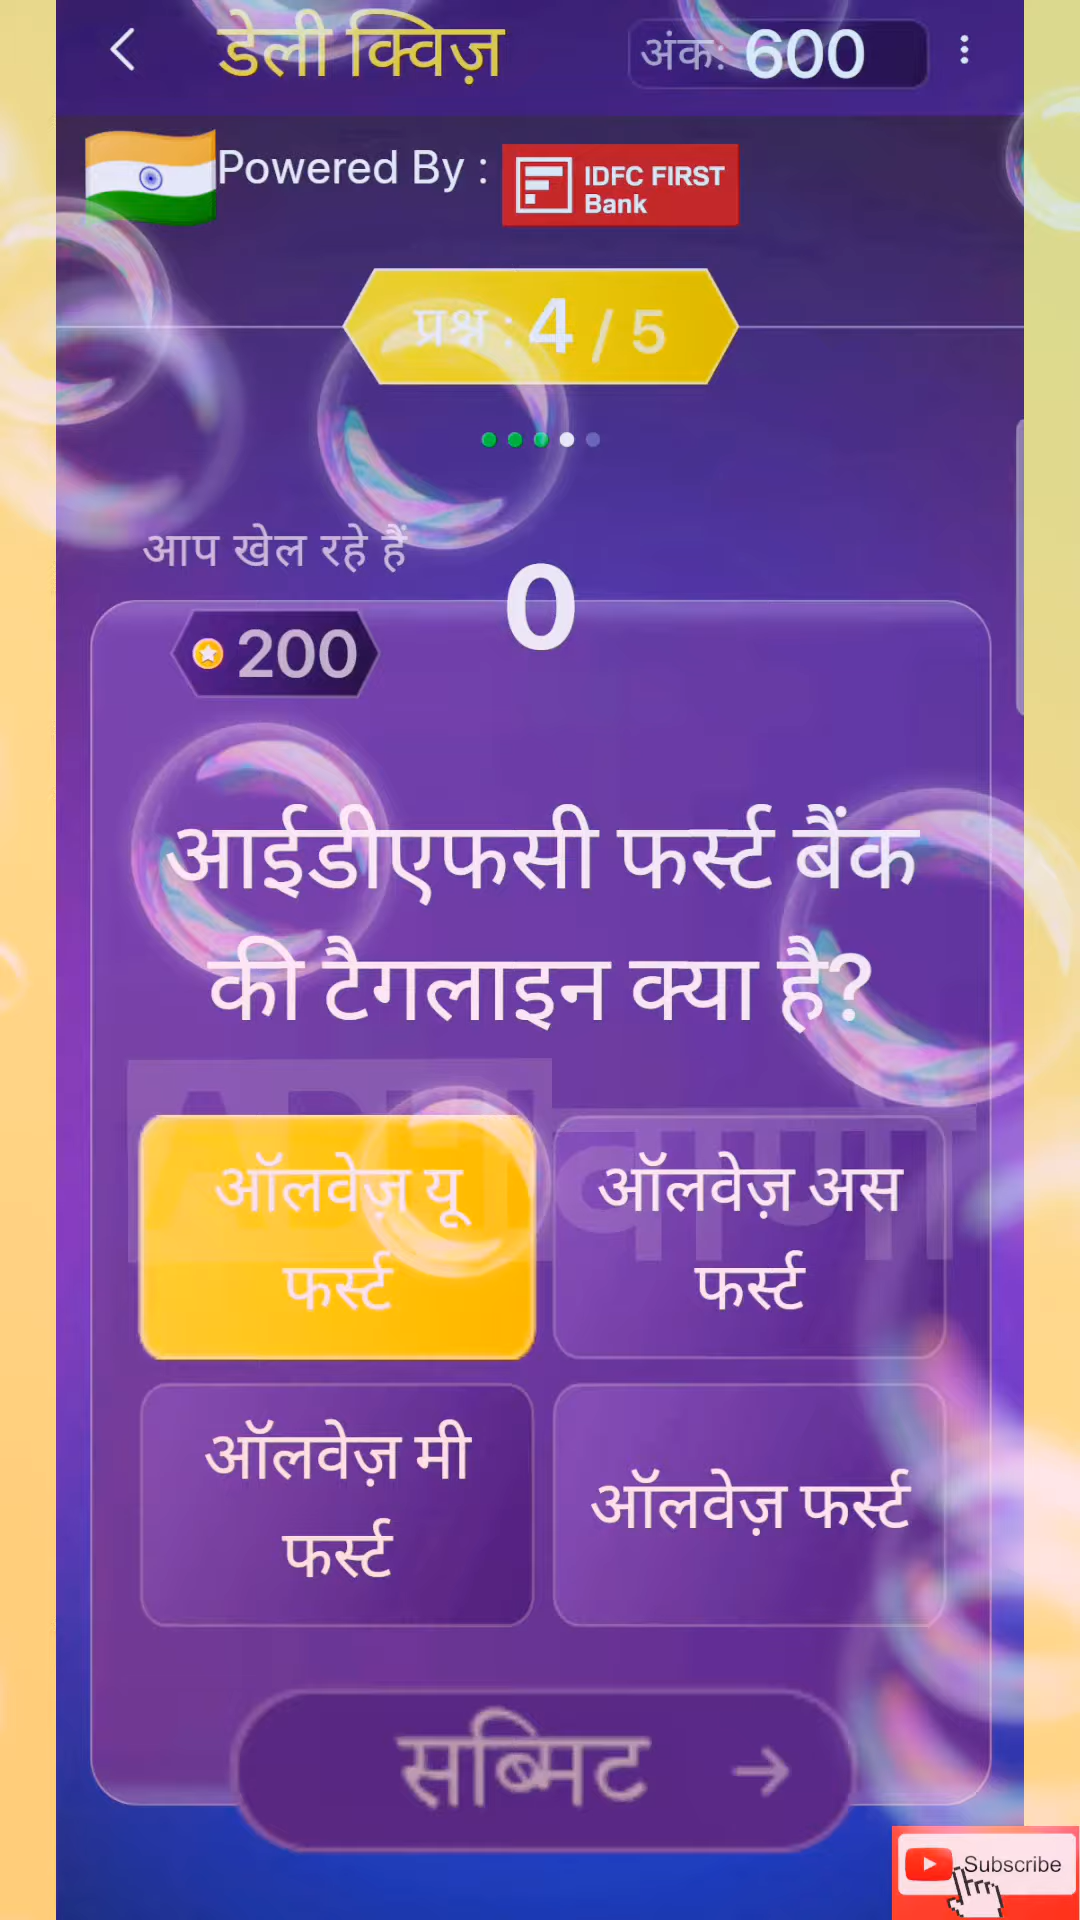 डेली क्विज़
अंक: 600
Powered By :
IDFC FIRST
Bank
प्रश्न : 4 / 5
आप खेल रहे हैं
0
200
आईडीएफसी फर्स्ट बैंक
की टैगलाइन क्या है?
ऑलवेज़ यू
फर्स्ट
ऑलवेज़ अस
फर्स्ट
ऑलवेज़ मी
फर्स्ट
ऑलवेज़ फर्स्ट
सब्मिट
Subscribe